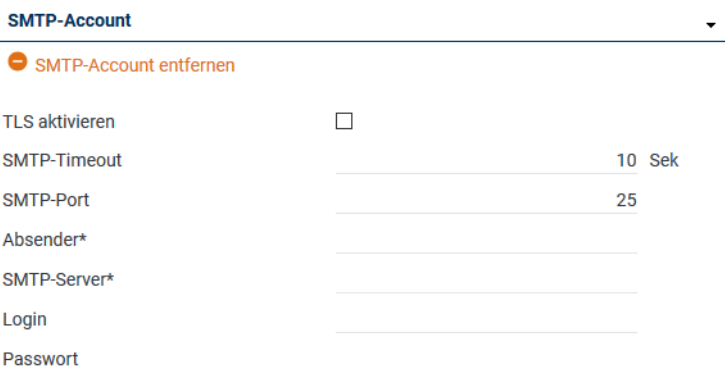 SMTP-Account
SMTP-Account entfernen
TLS aktivieren
SMTP-Timeout 10 Sek
SMTP-Port 25
Absender*
SMTP-Server*
Login
Passwort